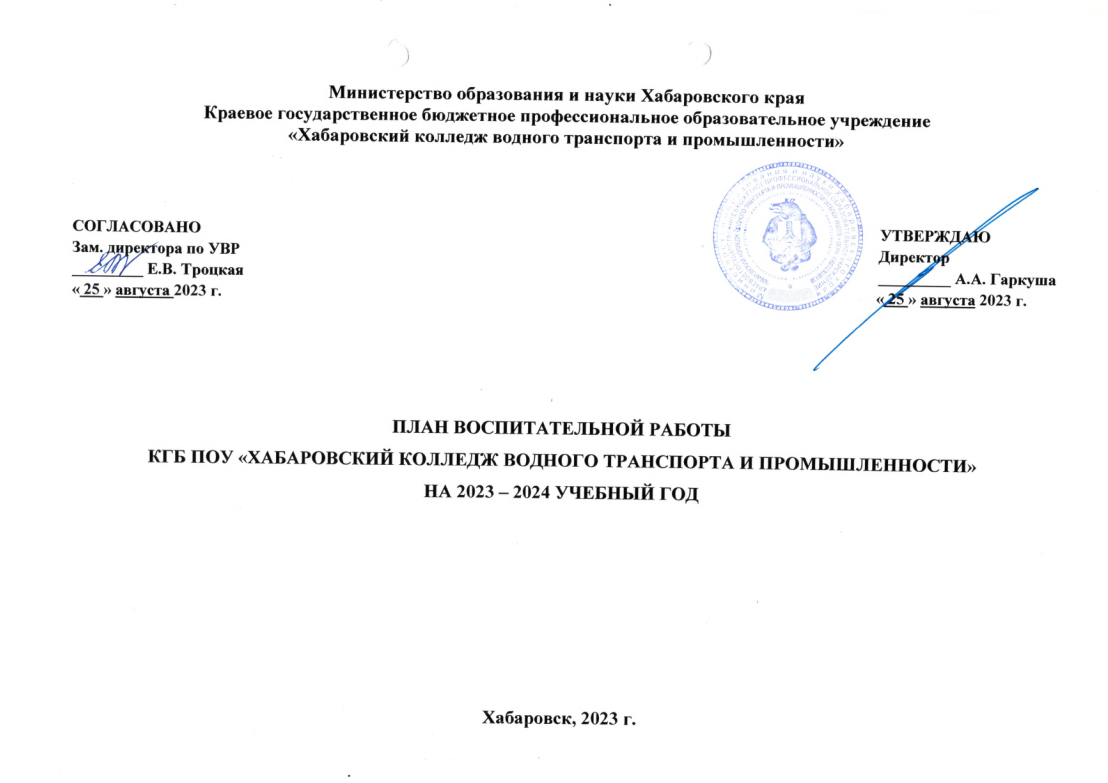 Министерство образования и науки Хабаровского края
Краевое государственное бюджетное профессиональное образовательное учреждение
«Хабаровский колледж водного транспорта и промышленности»
СОГЛАСОВАНО
Зам. директора по УВР
_________ Е.В. Троцкая
« 25 » августа 2023 г.
УТВЕРЖДАЮ
Директор
_________ А.А. Гаркуша
« 25 » августа 2023 г.
ПЛАН ВОСПИТАТЕЛЬНОЙ РАБОТЫ
КГБ ПОУ «ХАБАРОВСКИЙ КОЛЛЕДЖ ВОДНОГО ТРАНСПОРТА И ПРОМЫШЛЕННОСТИ»
НА 2023 – 2024 УЧЕБНЫЙ ГОД
Хабаровск, 2023 г.